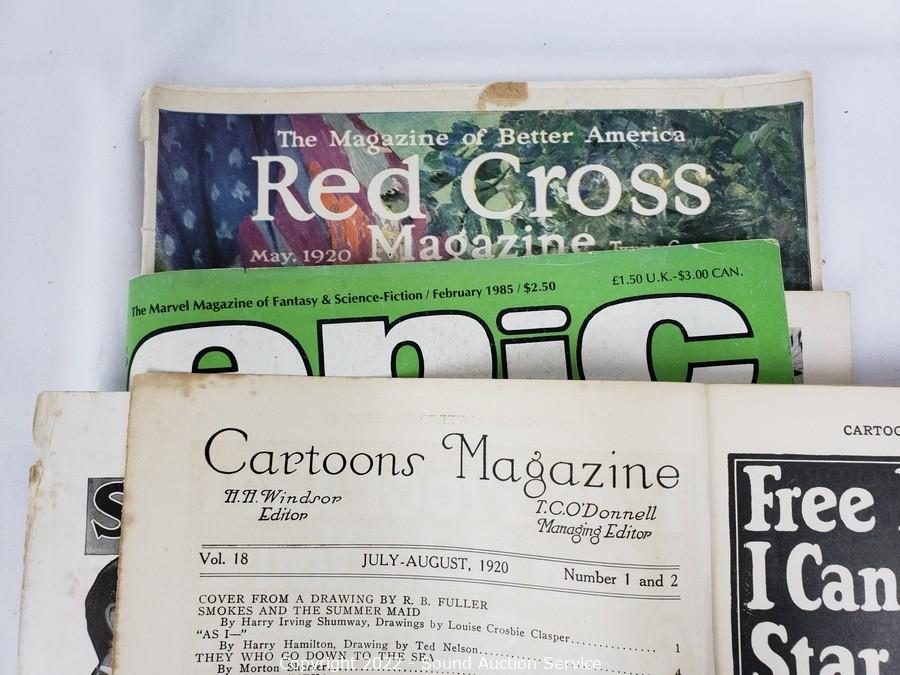 The Magazine of Better America
Red Cross
May. 1920 Magazine
The Marvel Magazine of Fantasy & Science-Fiction / February 1985 / $2.50
£1.50 U.K.-$3.00 CAN.
epic
Cartoons Magazine
H.H. Windsor
Editor
T.C. O'Donnell
Managing Editor
Vol. 18
JULY-AUGUST, 1920
Number 1 and 2
COVER FROM A DRAWING BY R. B. FULLER
SMOKES AND THE SUMMER MAID
By Harry Irving Shumway, Drawings by Louise Crosbie Clasper
"AS I—"
By Harry Hamilton, Drawing by Ted Nelson 1
THEY WHO GO DOWN TO THE SEA
By Morton 4
CARTOO
Free
I Can
Star
S
Copyright 2022 - Sound Auction Service